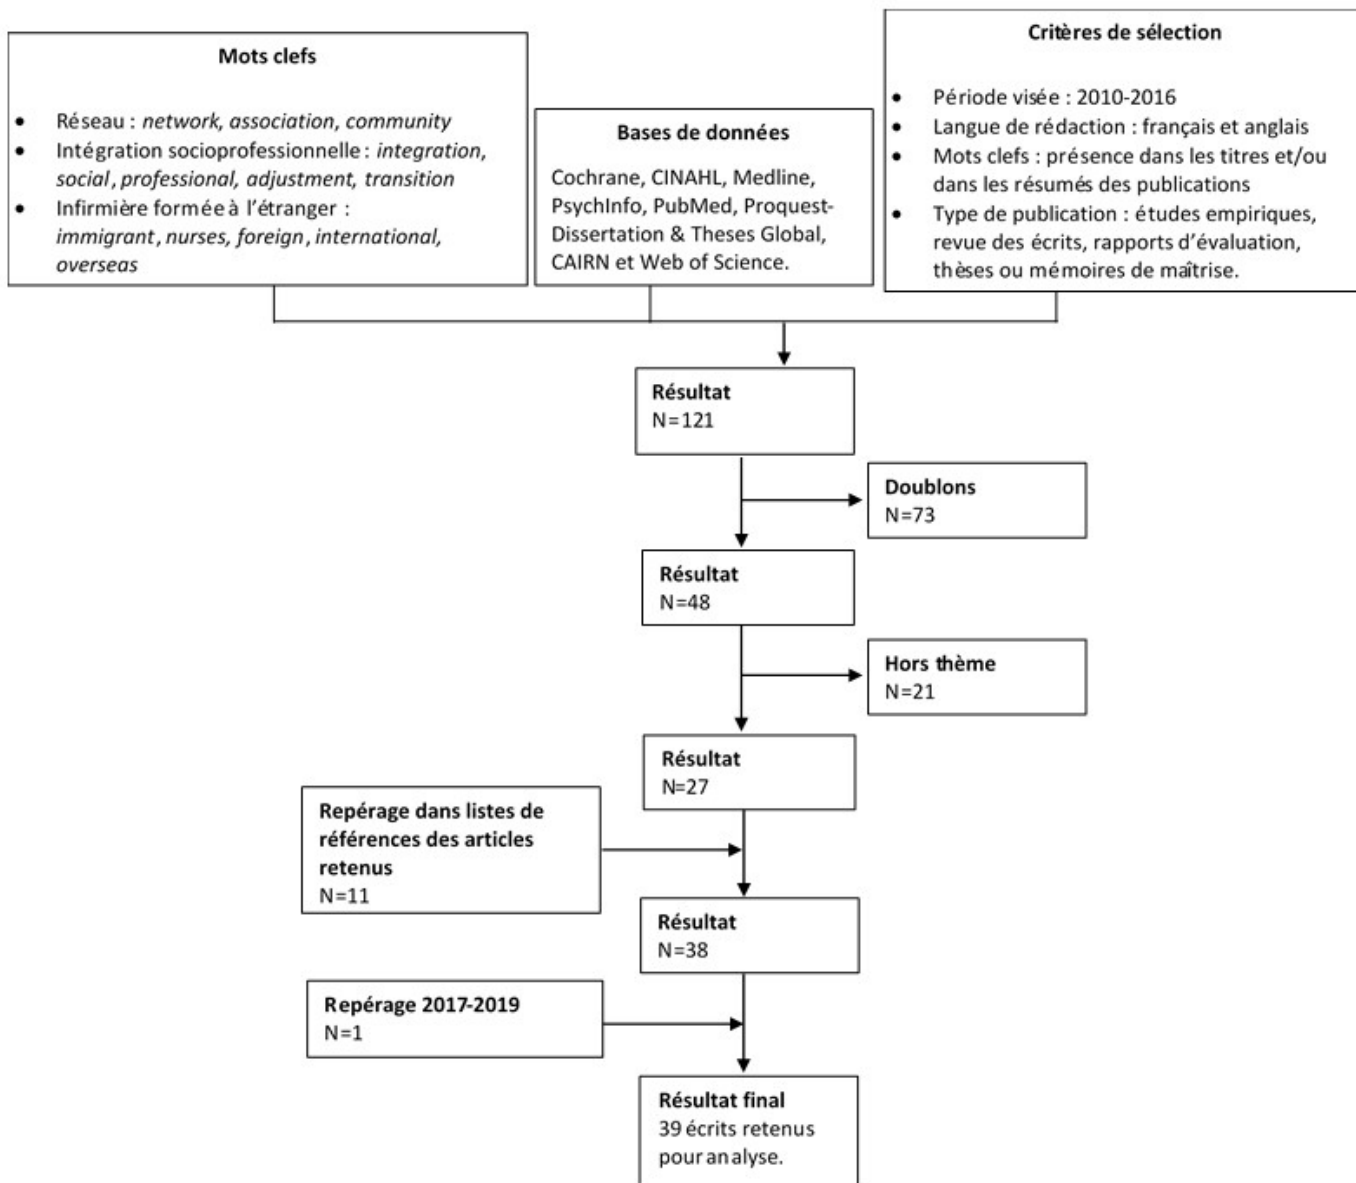 Mots clefs
• Réseau : network, association, community
• Intégration socioprofessionnelle : integration,
social, professional, adjustment, transition
• Infirmière formée à l'étranger :
immigrant, nurses, foreign, international,
overseas
Bases de données
Cochrane, CINAHL, Medline,
PsychInfo, PubMed, Proquest-
Dissertation & Theses Global,
CAIRN et Web of Science.
Critères de sélection
• Période visée : 2010-2016
• Langue de rédaction : français et anglais
• Mots clefs : présence dans les titres et/ou
dans les résumés des publications
• Type de publication : études empiriques,
revue des écrits, rapports d'évaluation,
thèses ou mémoires de maîtrise.
Résultat
N=121
Doublons
N=73
Résultat
N=48
Hors thème
N=21
Résultat
N=27
Repérage dans listes de
références des articles
retenus
N=11
Résultat
N=38
Repérage 2017-2019
N=1
Résultat final
39 écrits retenus
pour analyse.